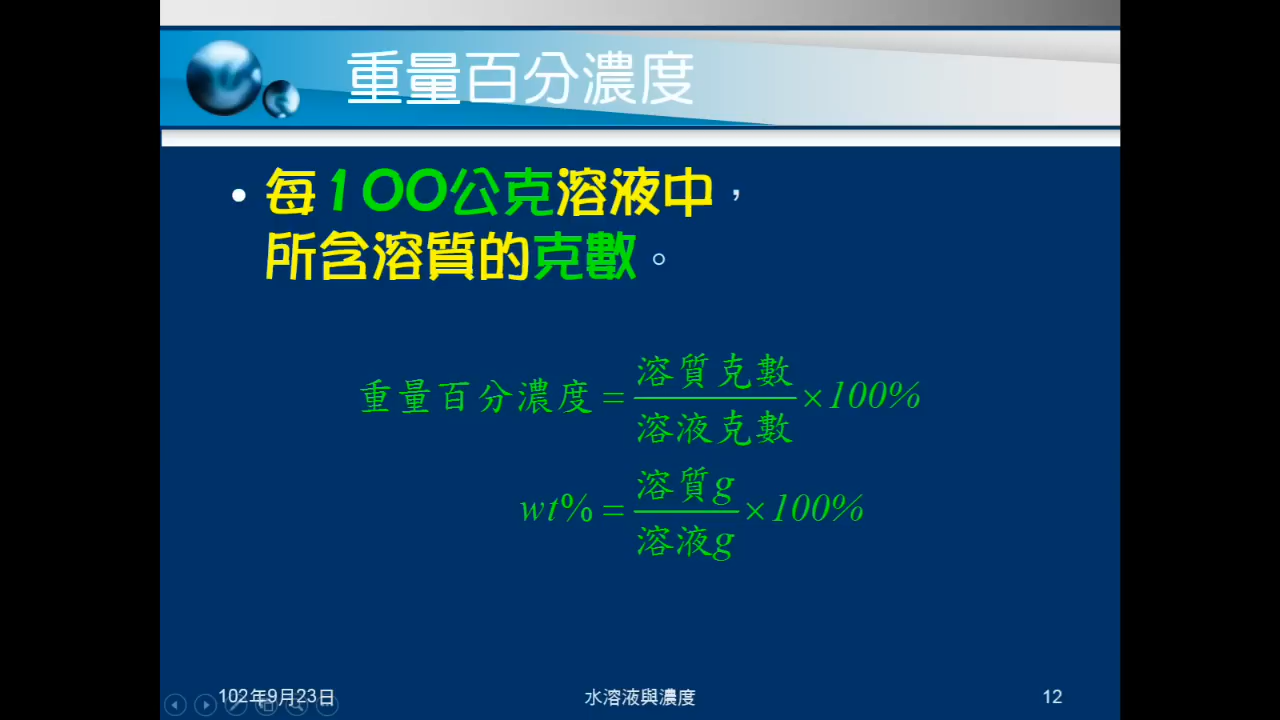 重量百分濃度
• 每100公克溶液中，
所含溶質的克數。
重量百分濃度 = 溶質克數 / 溶液克數 × 100%
wt% = 溶質g / 溶液g × 100%
102年9月23日
水溶液與濃度
12